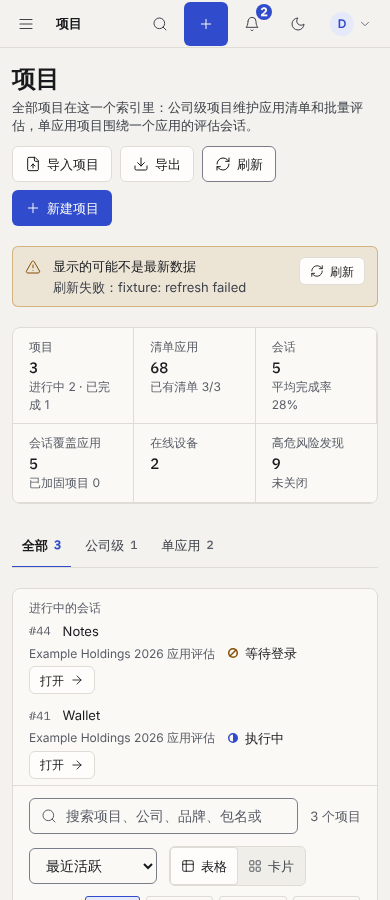 项目
2
D
项目
全部项目在这一个索引里：公司级项目维护应用清单和批量评
估，单应用项目围绕一个应用的评估会话。
导入项目
导出
刷新
新建项目
显示的可能不是最新数据
刷新失败：fixture: refresh failed
刷新
项目
3
进行中 2 · 已完
成 1
清单应用
68
已有清单 3/3
会话
5
平均完成率
28%
会话覆盖应用
5
已加固项目 0
在线设备
2
高危风险发现
9
未关闭
全部 3
公司级 1
单应用 2
进行中的会话
#44 Notes
Example Holdings 2026 应用评估 等待登录
打开
#41 Wallet
Example Holdings 2026 应用评估 执行中
打开
搜索项目、公司、品牌、包名或
3 个项目
最近活跃
表格
卡片